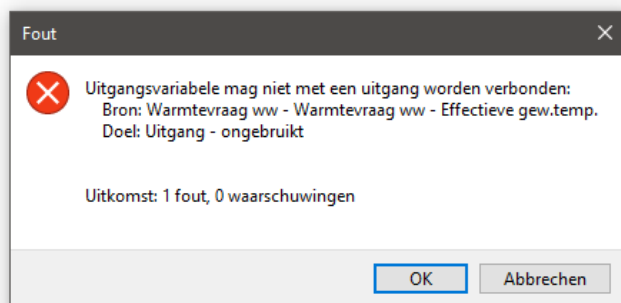 Fout
Uitgangsvariabele mag niet met een uitgang worden verbonden:
Bron: Warmtevraag ww - Warmtevraag ww - Effectieve gew.temp.
Doel: Uitgang - ongebruikt
Uitkomst: 1 fout, 0 waarschuwingen
OK
Abbrechen